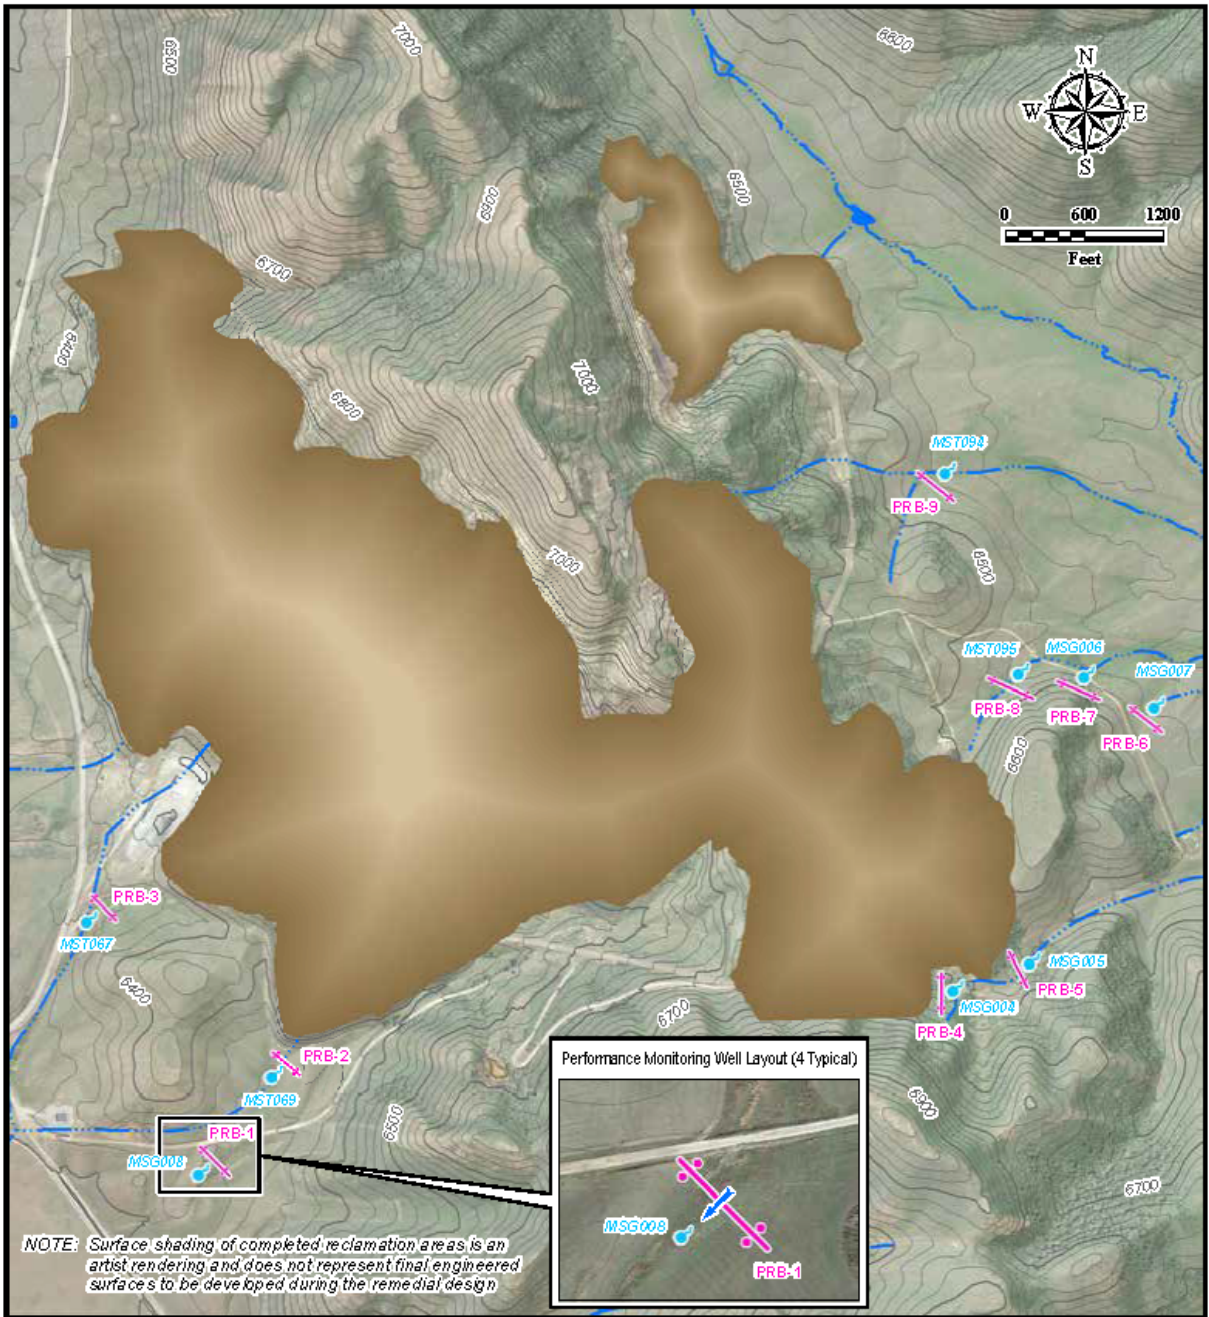 7000
6600
6500
N
W
E
S
0 600 1200
Feet
6900
6500
6700
6400
7000
6800
MST094
PRB-9
7000
6500
MST095
MSG006
MSG007
PRB-8
PRB-7
PRB-6
6600
PRB-3
MST067
MSG005
PRB-5
MSG004
PRB-4
6400
6700
PRB-2
MST069
6500
6900
PRB-1
MSG008
6700
Performance Monitoring Well Layout (4 Typical)
MSG008
PRB-1
NOTE: Surface shading of completed reclamation areas is an
artist rendering and does not represent final engineered
surfaces to be developed during the remedial design